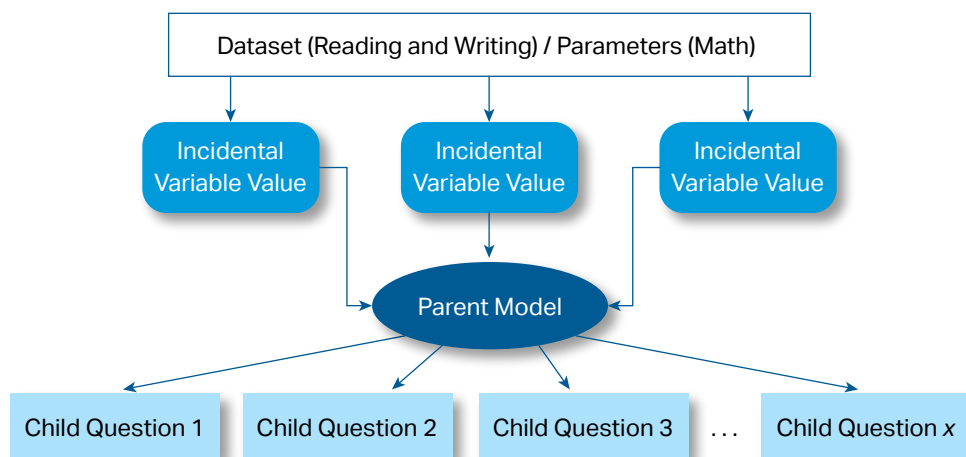 Dataset (Reading and Writing) / Parameters (Math)
Incidental
Variable Value
Incidental
Variable Value
Incidental
Variable Value
Parent Model
Child Question 1
Child Question 2
Child Question 3
...
Child Question x